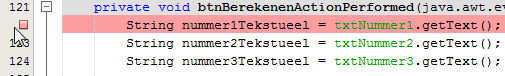 121 private void btnBerekenenActionPerformed(java.awt.ev
String nummer1Tekstueel = txtNummer1.getText();
123 String nummer2Tekstueel = txtNummer2.getText();
124 String nummer3Tekstueel = txtNummer3.getText();